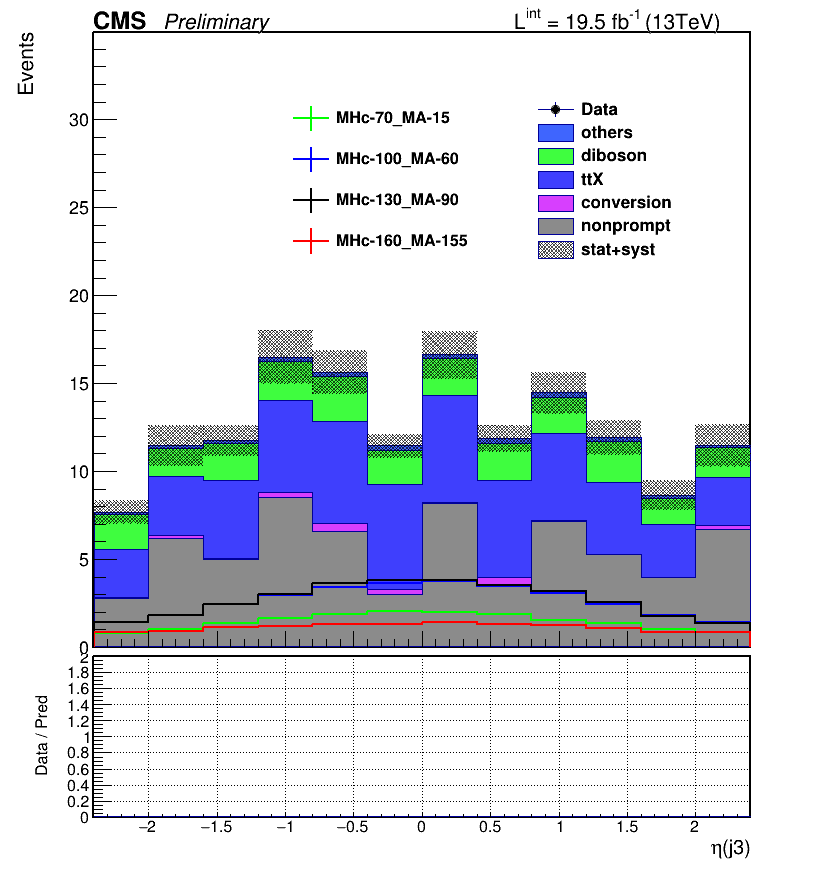 CMS Preliminary L^int = 19.5 fb^-1 (13TeV)
Events
MHc-70_MA-15
MHc-100_MA-60
MHc-130_MA-90
MHc-160_MA-155
Data
others
diboson
ttX
conversion
nonprompt
stat+syst
30
25
20
15
10
5
0
Data / Pred
2
1.8
1.6
1.4
1.2
1
0.8
0.6
0.4
0.2
0
−2 −1.5 −1 −0.5 0 0.5 1 1.5 2
η(j3)